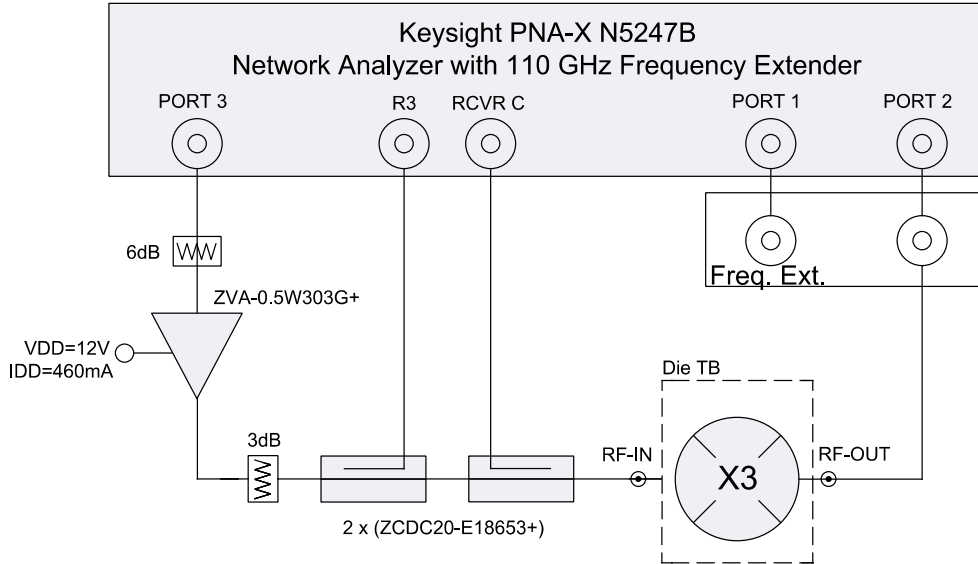 Keysight PNA-X N5247B
Network Analyzer with 110 GHz Frequency Extender
PORT 3
R3
RCVR C
PORT 1
PORT 2
6dB
Freq. Ext.
ZVA-0.5W303G+
VDD=12V
IDD=460mA
Die TB
3dB
RF-IN
X3
RF-OUT
2 x (ZCDC20-E18653+)